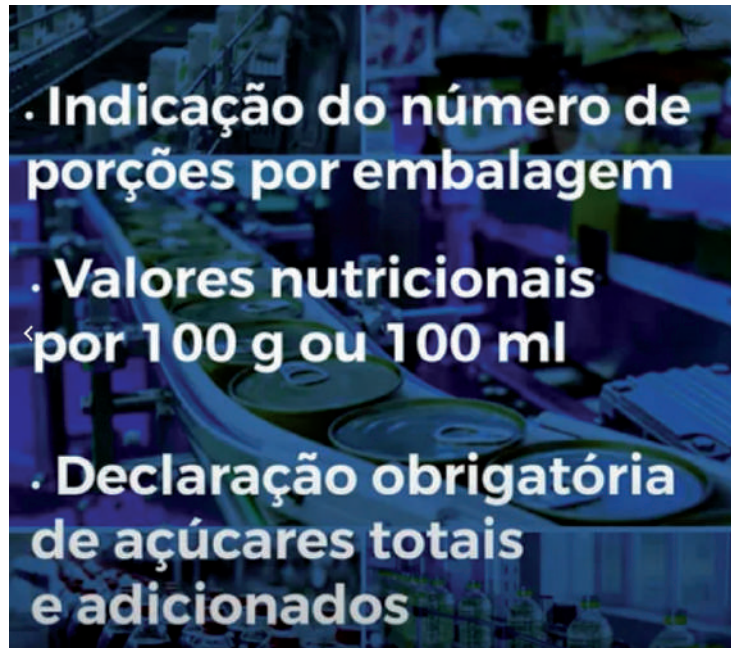 · Indicação do número de
porções por embalagem
· Valores nutricionais
por 100 g ou 100 ml
· Declaração obrigatória
de açúcares totais
e adicionados